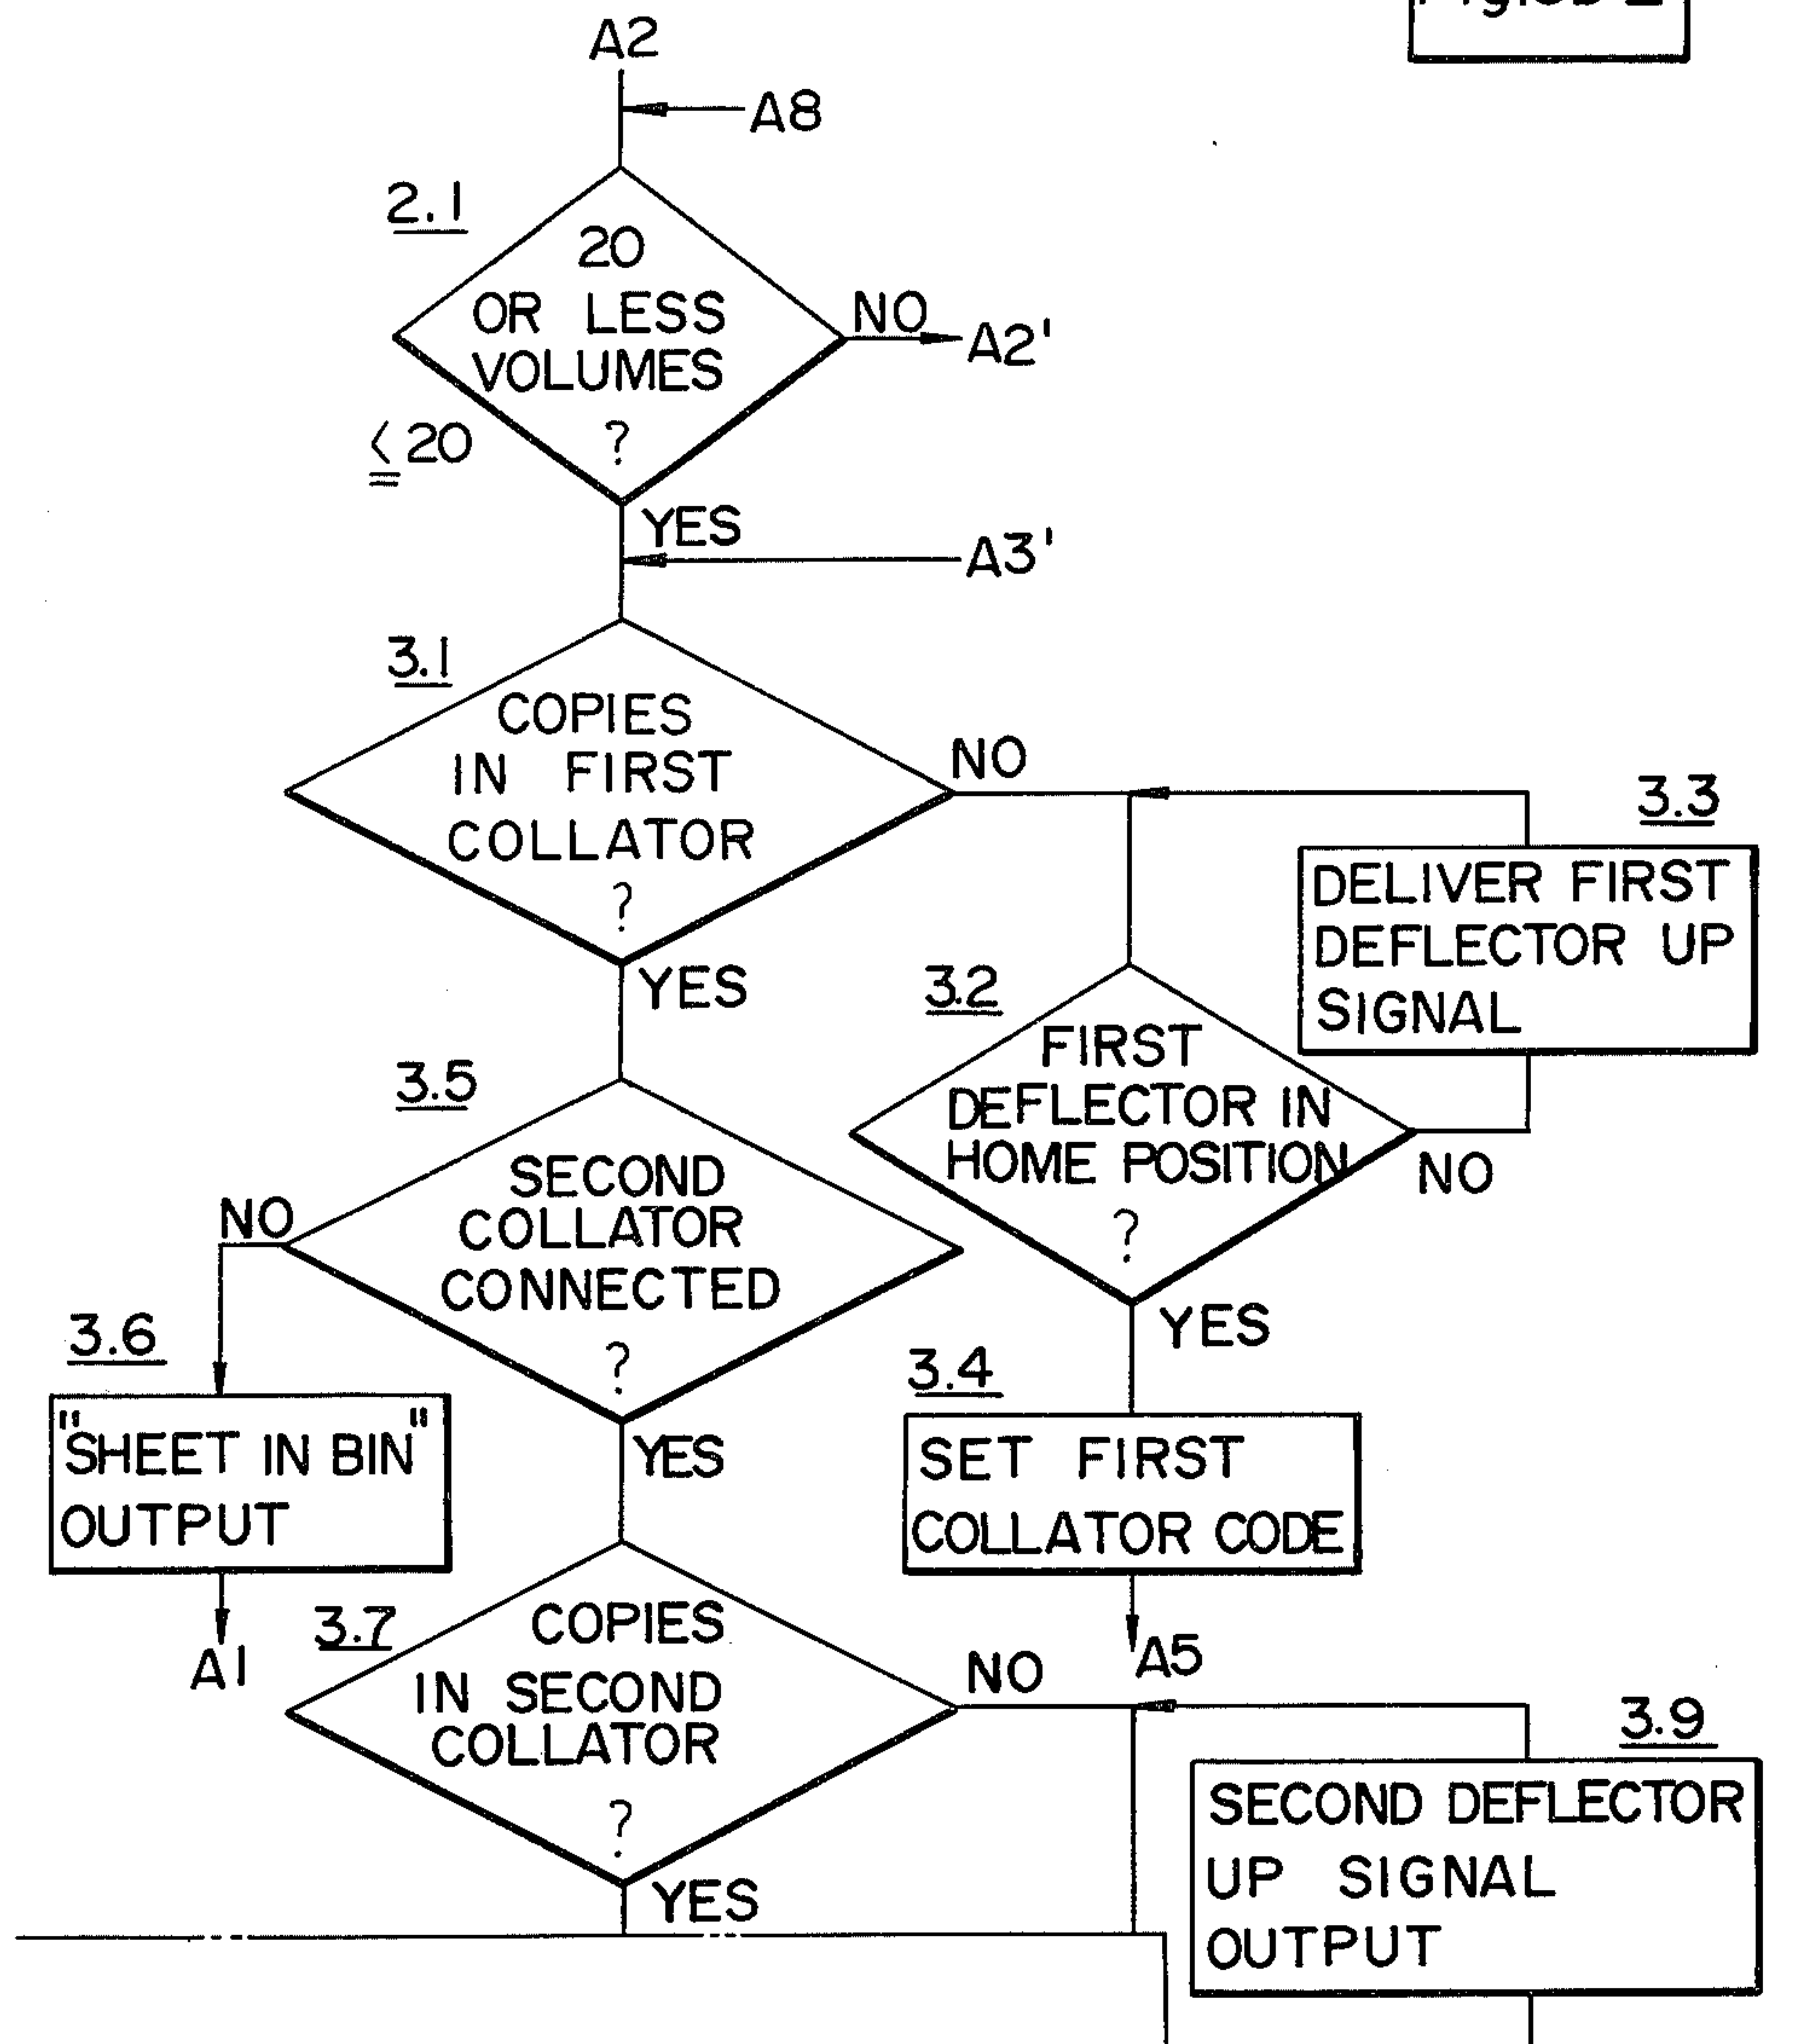 A2
A8
2.1
20
OR LESS
VOLUMES
?
NO
A2'
≦20
YES
A3'
3.1
COPIES
IN FIRST
COLLATOR
?
NO
YES
3.3
DELIVER FIRST
DEFLECTOR UP
SIGNAL
3.2
FIRST
DEFLECTOR IN
HOME POSITION
?
NO
YES
3.5
SECOND
COLLATOR
CONNECTED
?
NO
YES
3.6
"SHEET IN BIN"
OUTPUT
A1
3.4
SET FIRST
COLLATOR CODE
A5
3.7
COPIES
IN SECOND
COLLATOR
?
NO
YES
3.9
SECOND DEFLECTOR
UP SIGNAL
OUTPUT